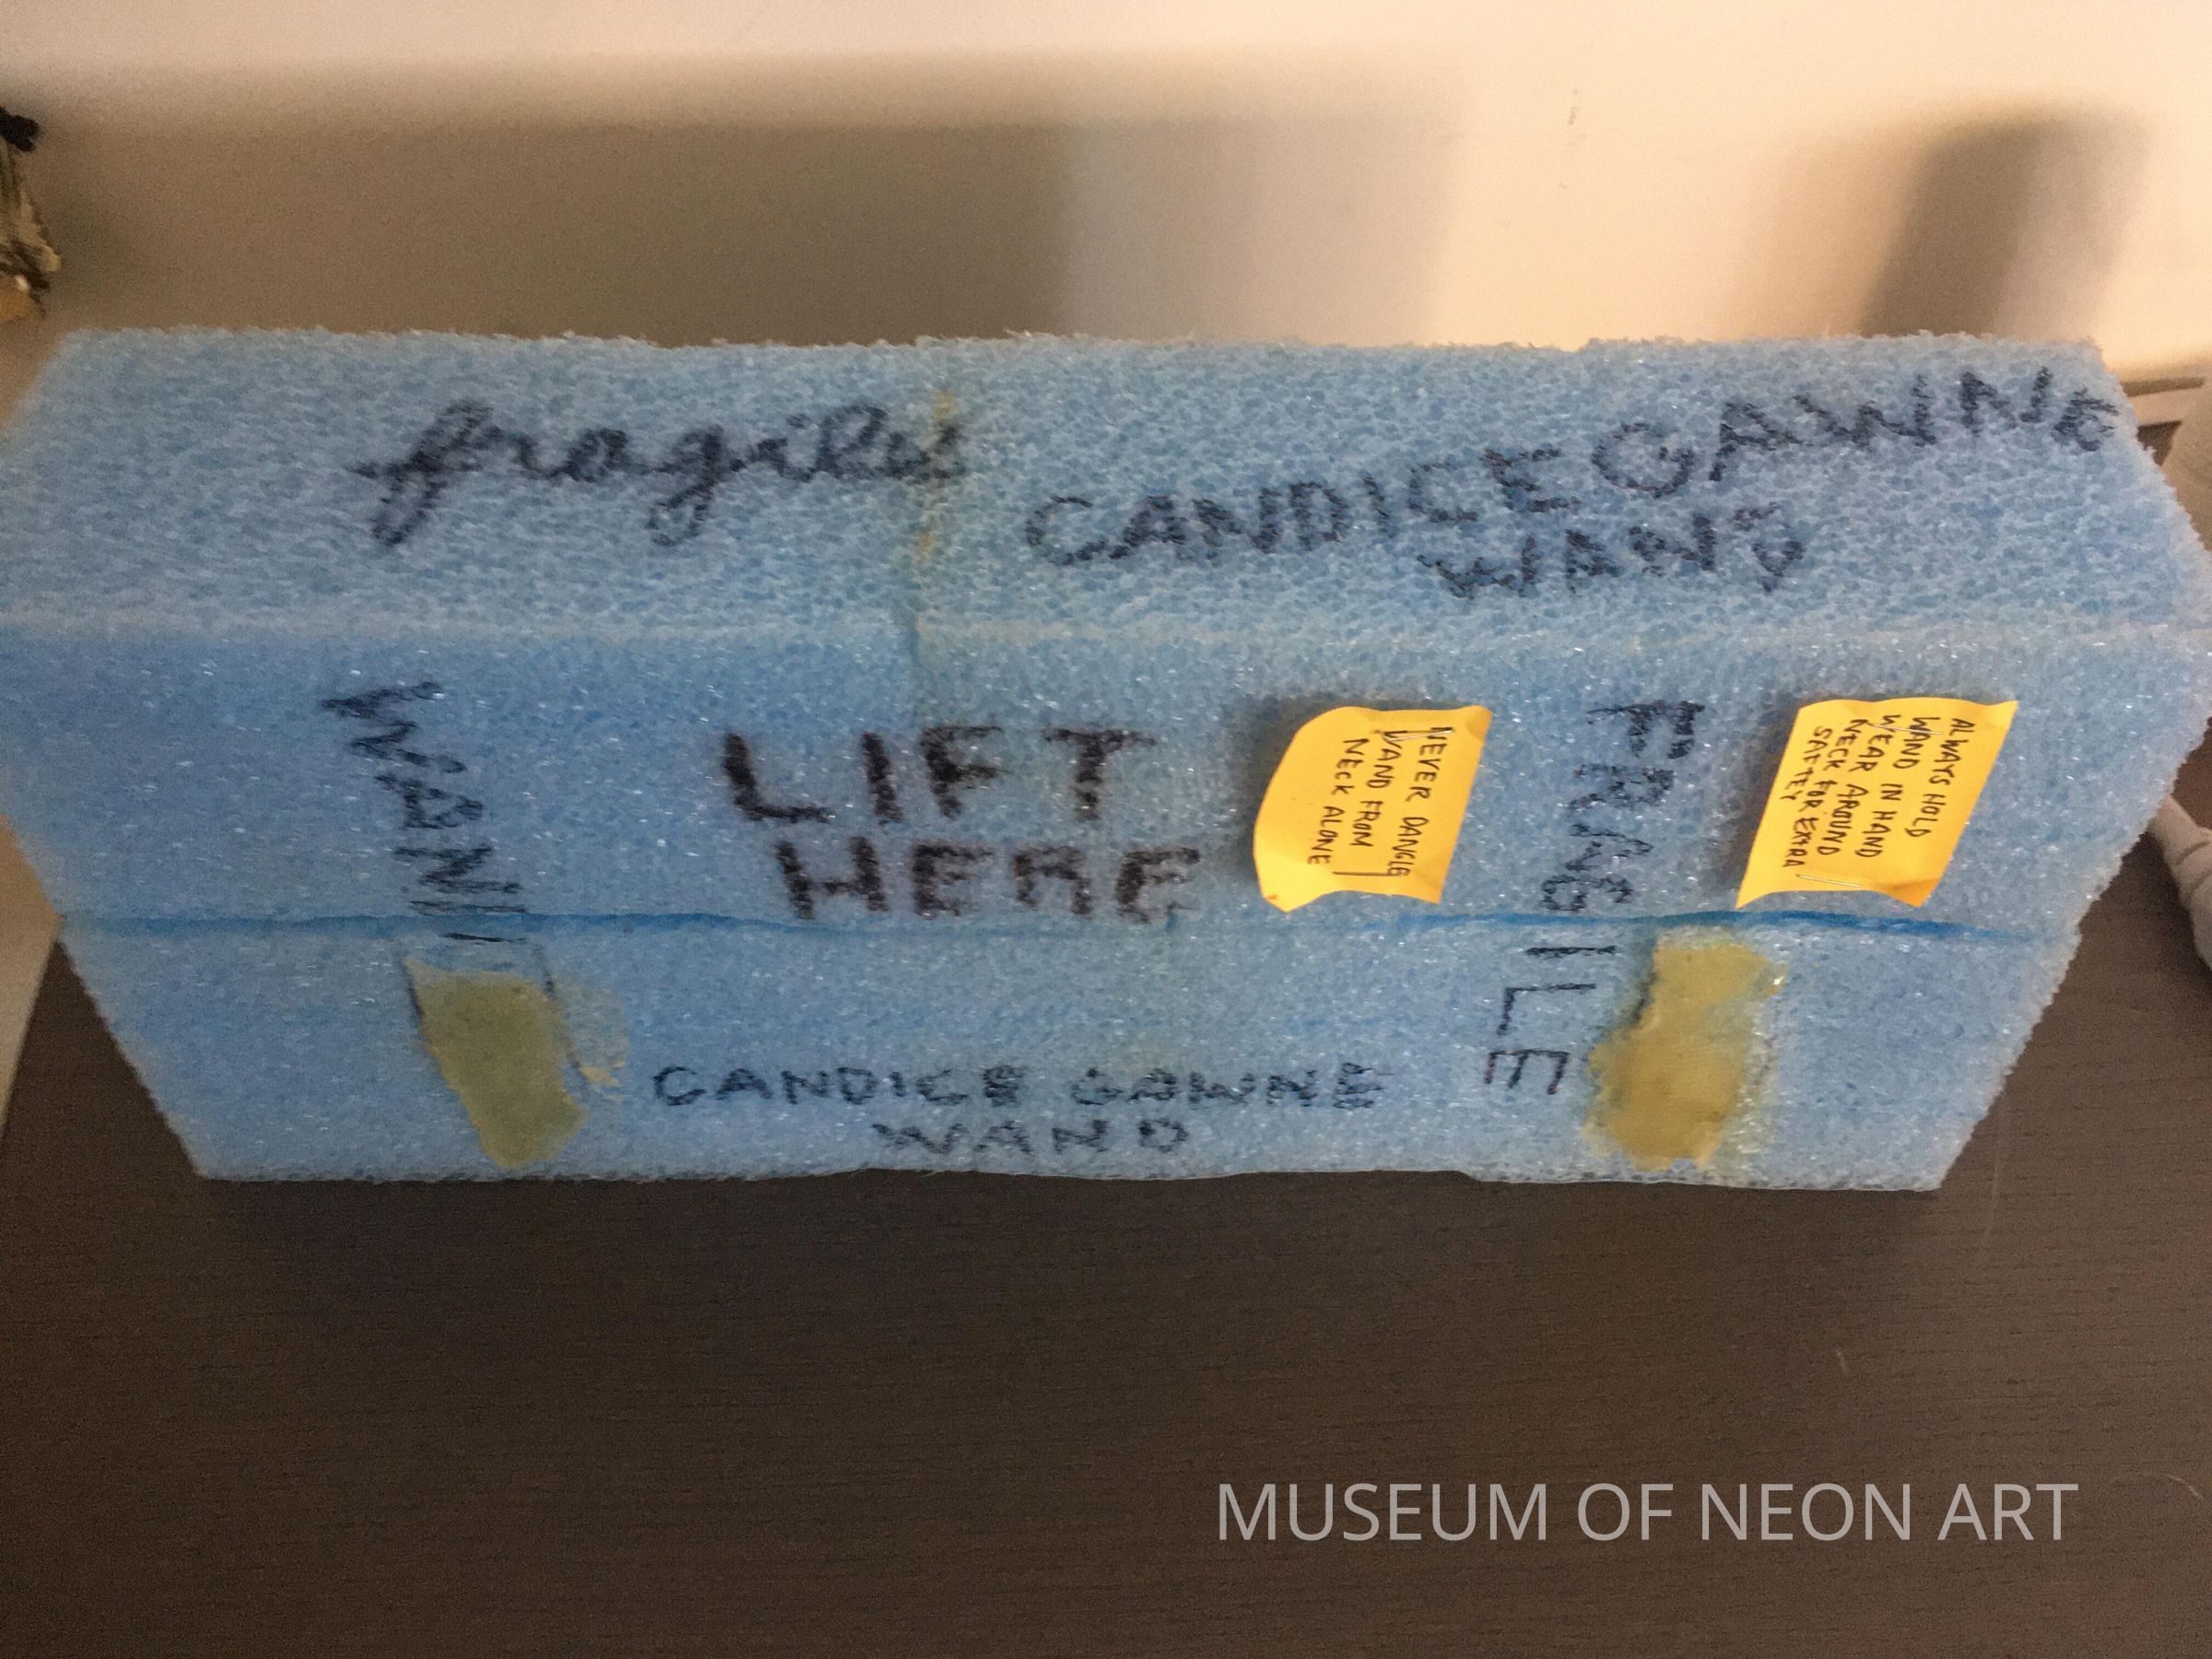 fragile
CANDICE GAWNE
WAND
WAND
LIFT
HERE
NEVER DANGLE
WAND FROM
NECK ALONE
FRAGILE
ALWAYS HOLD
WAND IN HAND
WEAR AROUND
NECK FOR EXTRA
SAFTEY
CANDICE GAWNE
WAND
MUSEUM OF NEON ART